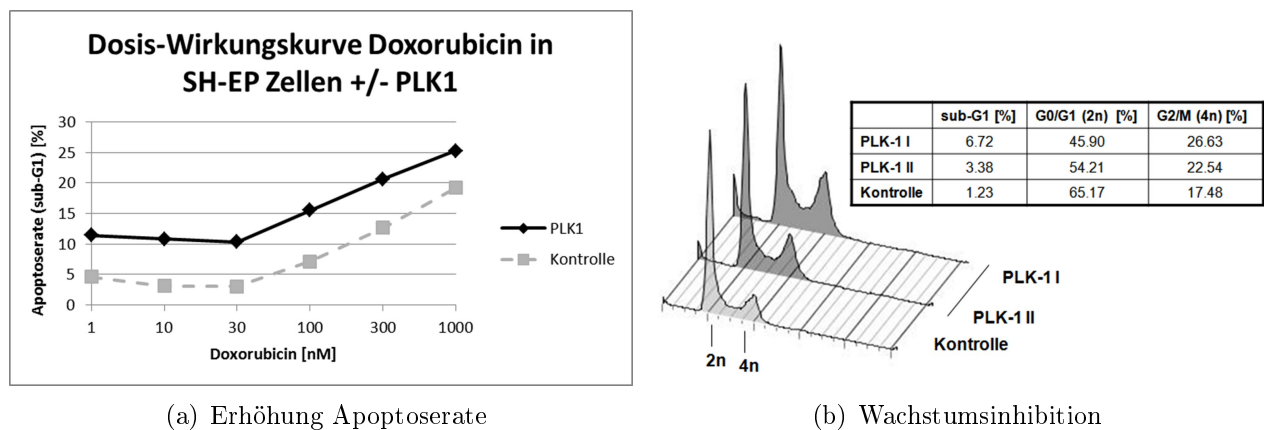 Dosis-Wirkungskurve Doxorubicin in
SH-EP Zellen +/- PLK1
Apoptoserate (sub-G1) [%]
30
25
20
15
10
5
0
1 10 30 100 300 1000
Doxorubicin [nM]
PLK1
Kontrolle
(a) Erhöhung Apoptoserate
sub-G1 [%] G0/G1 (2n) [%] G2/M (4n) [%]
PLK-1 I 6.72 45.90 26.63
PLK-1 II 3.38 54.21 22.54
Kontrolle 1.23 65.17 17.48
PLK-1 I
PLK-1 II
Kontrolle
2n 4n
(b) Wachstumsinhibition